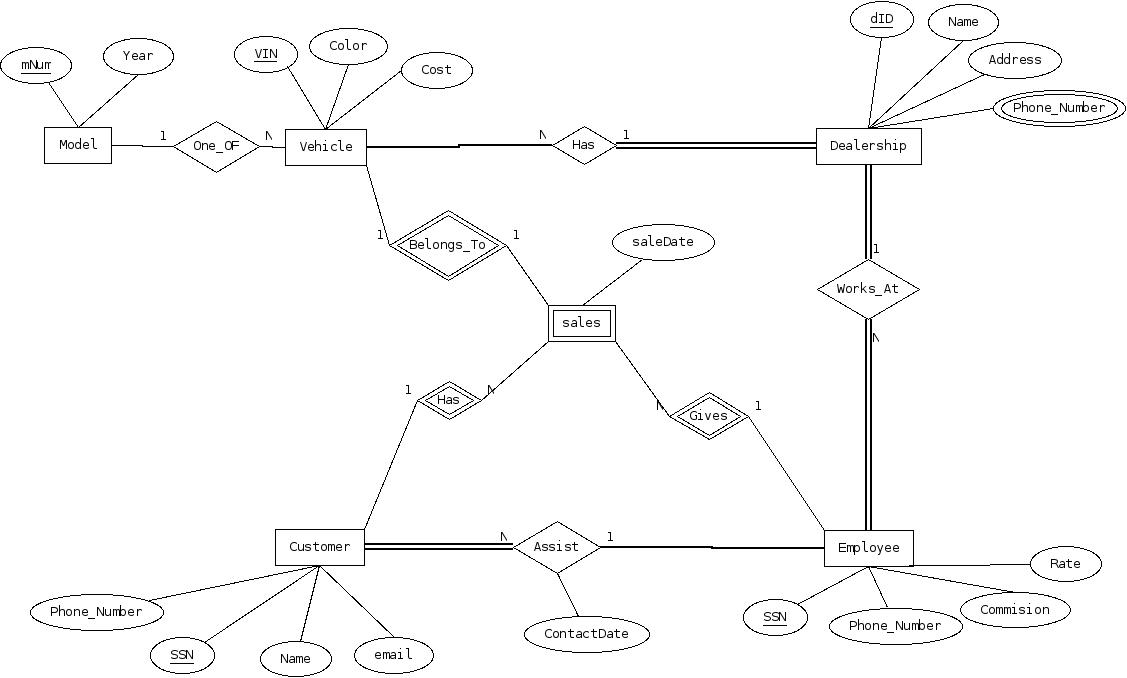 dID
Name
mNum
Year
VIN
Color
Cost
Address
Phone_Number
Model
1
One_OF
N
Vehicle
N
Has
1
Dealership
1
Belongs_To
1
saleDate
1
Works_At
N
sales
1
Has
N
N
Gives
1
Customer
N
Assist
1
Employee
Rate
Phone_Number
SSN
Name
email
ContactDate
SSN
Phone_Number
Commision